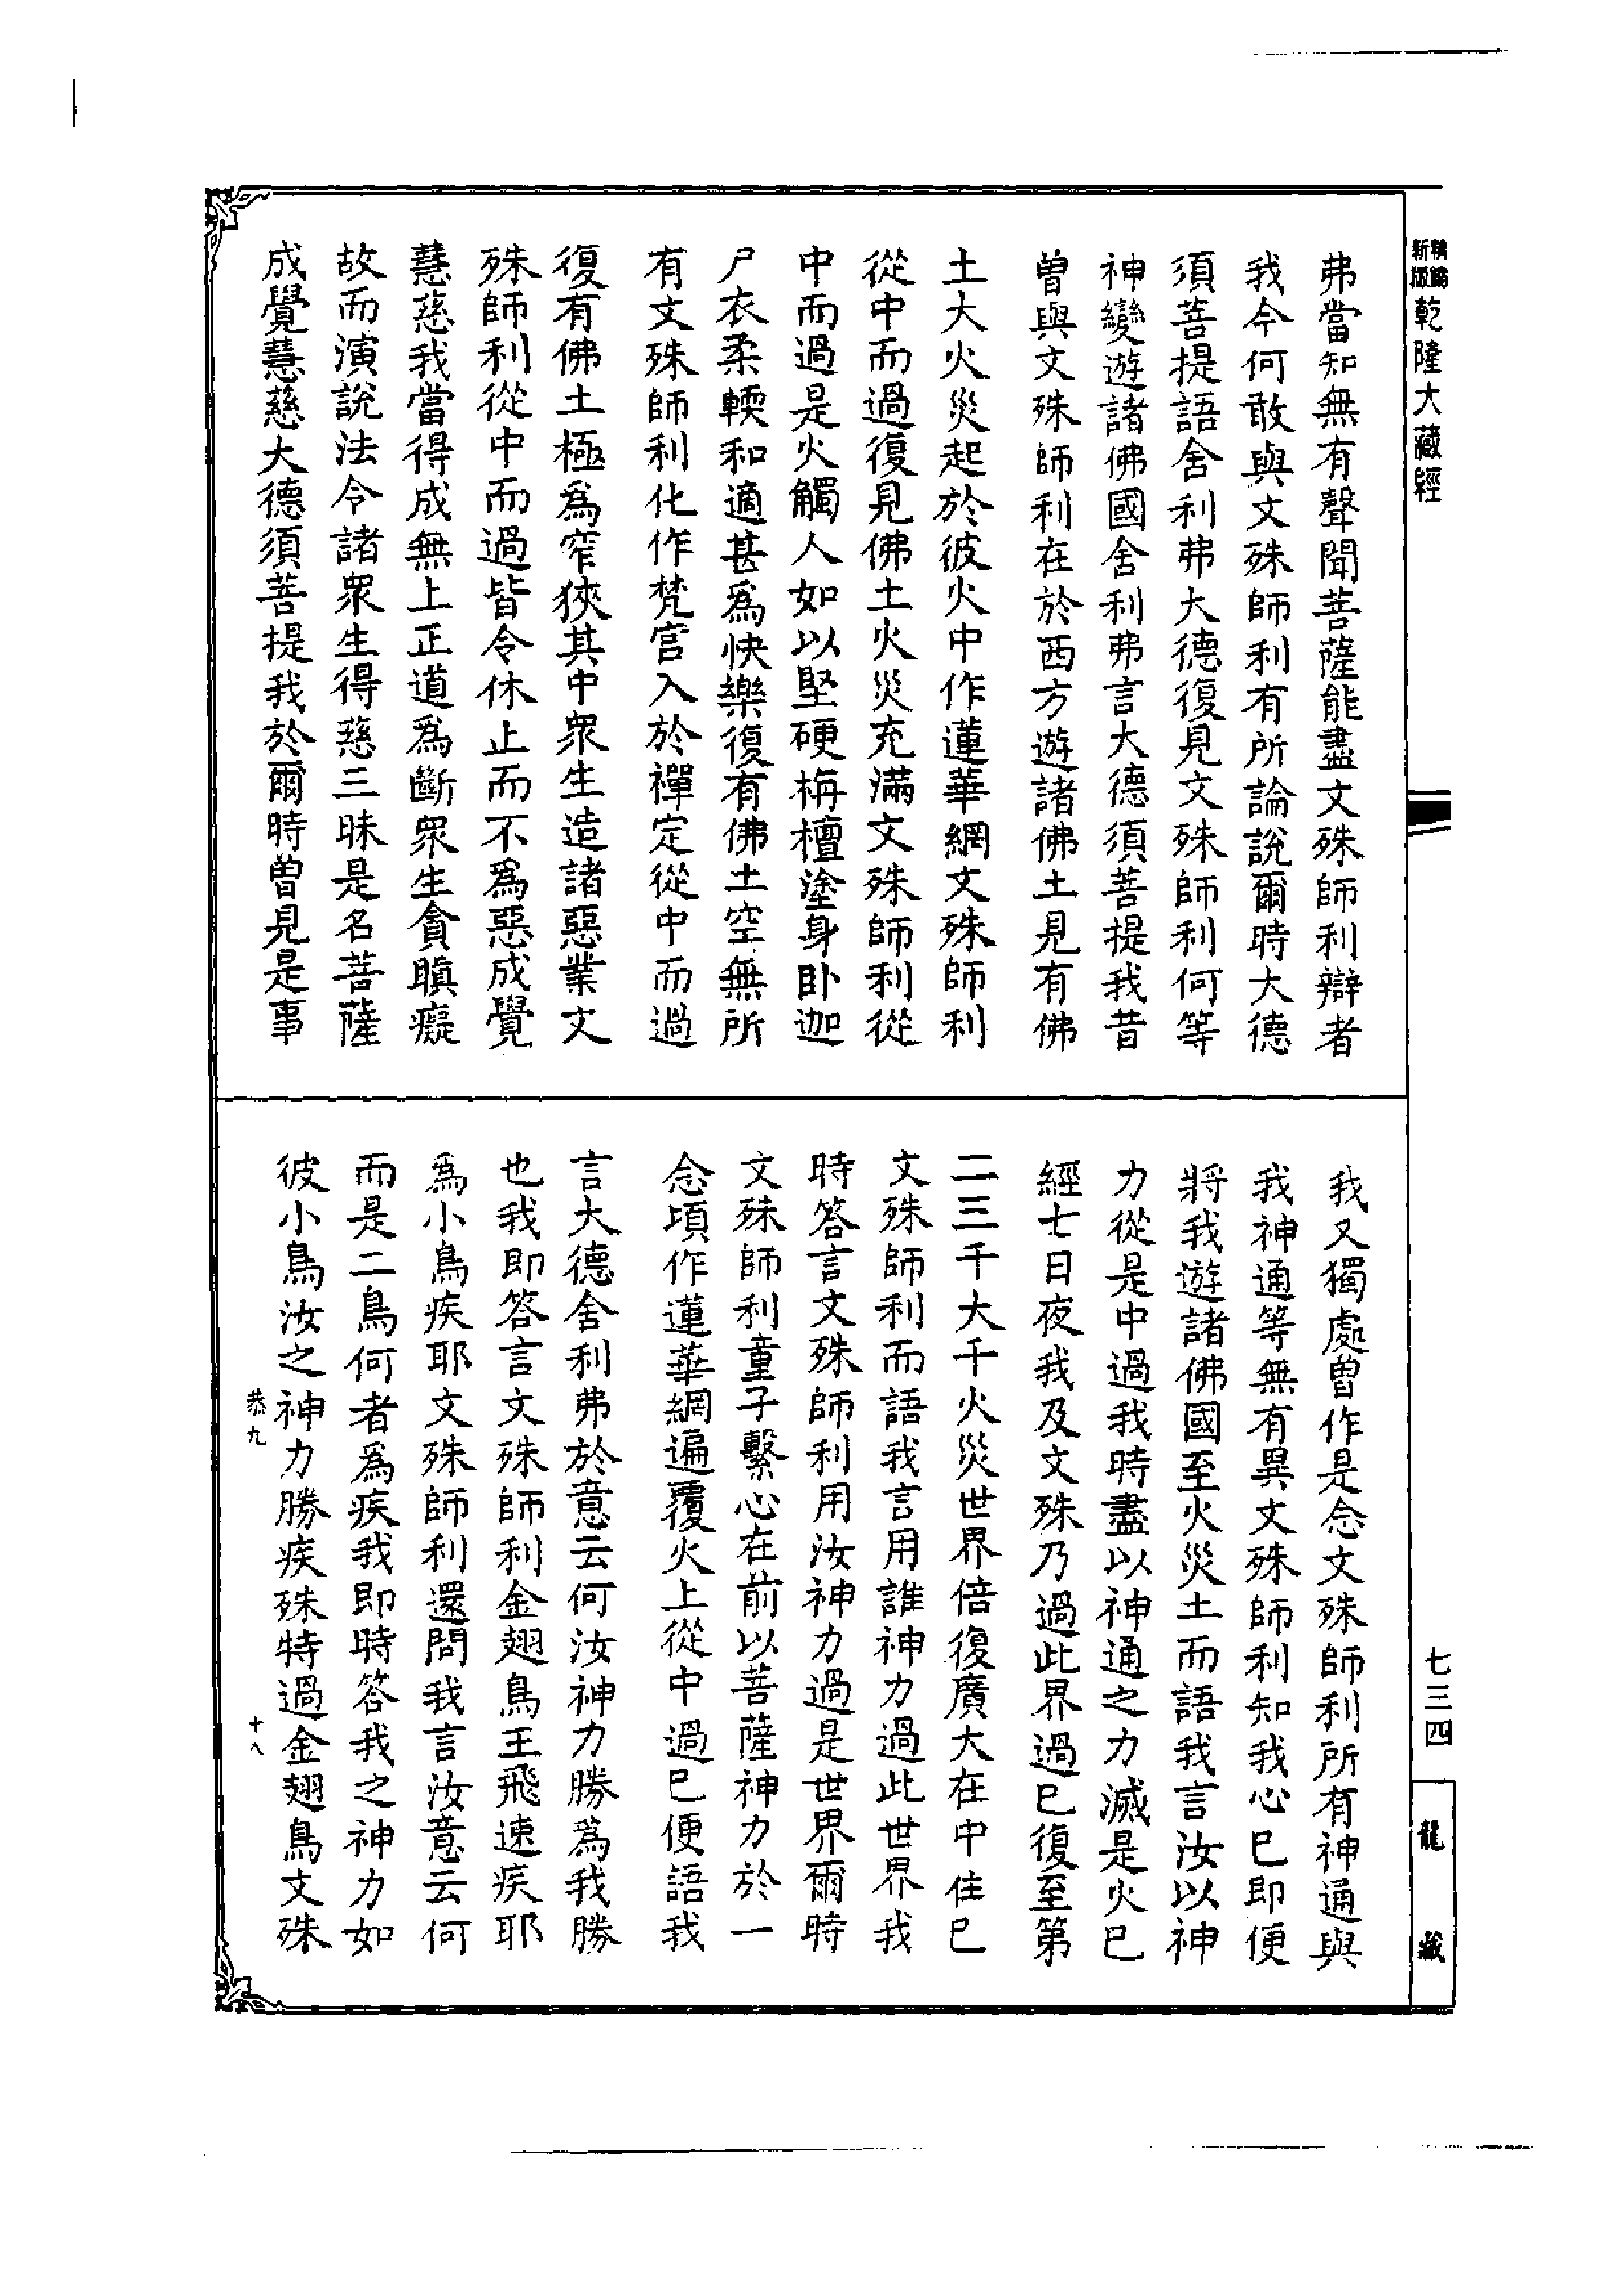 新版精編乾隆大藏經
弗當知無有聲聞菩薩能盡文殊師利辯者
我今何敢與文殊師利有所論說爾時大德
須菩提語舍利弗大德復見文殊師利何等
神變遊諸佛國舍利弗言大德須菩提我昔
曾與文殊師利在於西方遊諸佛土見有佛
土大火災起於彼火中作蓮華網文殊師利
從中而過復見佛土火災充滿文殊師利從
中而過是火觸人如以堅硬栴檀塗身卧迦
尸衣柔輭和適甚爲快樂復有佛土空無所
有文殊師利化作梵宮入於禪定從中而過
復有佛土極爲窄狹其中衆生造諸惡業文
殊師利從中而過皆令休止而不爲惡成覺
慧慈我當得成無上正道爲斷衆生貪瞋癡
故而演說法令諸衆生得慈三昧是名菩薩
成覺慧慈大德須菩提我於爾時曾見是事
我又獨處曾作是念文殊師利所有神通與
我神通等無有異文殊師利知我心已即便
將我遊諸佛國至火災土而語我言汝以神
力從是中過我時盡以神通之力滅是火已
經七日夜我及文殊乃過此界過已復至第
二三千大千火災世界倍復廣大在中住已
文殊師利而語我言用誰神力過此世界我
時答言文殊師利用汝神力過是世界爾時
文殊師利童子繫心在前以菩薩神力於一
念頃作蓮華網遍覆火上從中過已便語我
言大德舍利弗於意云何汝神力勝爲我勝
也我即答言文殊師利金翅鳥王飛速疾耶
爲小鳥疾耶文殊師利還問我言汝意云何
而是二鳥何者爲疾我即時答我之神力如
彼小鳥汝之神力勝疾殊特過金翅鳥文殊
恭九
十八
七三四
龍藏